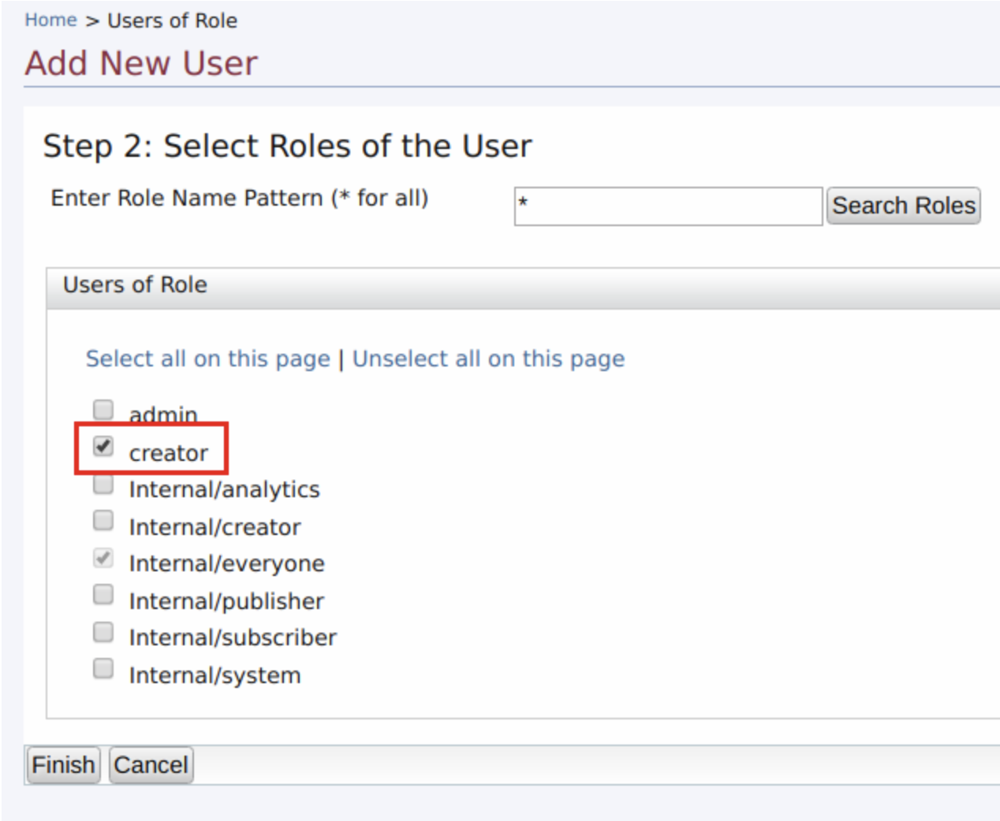 Home > Users of Role
Add New User
Step 2: Select Roles of the User
Enter Role Name Pattern (* for all) * Search Roles
Users of Role
Select all on this page | Unselect all on this page
admin
creator
Internal/analytics
Internal/creator
Internal/everyone
Internal/publisher
Internal/subscriber
Internal/system
Finish Cancel